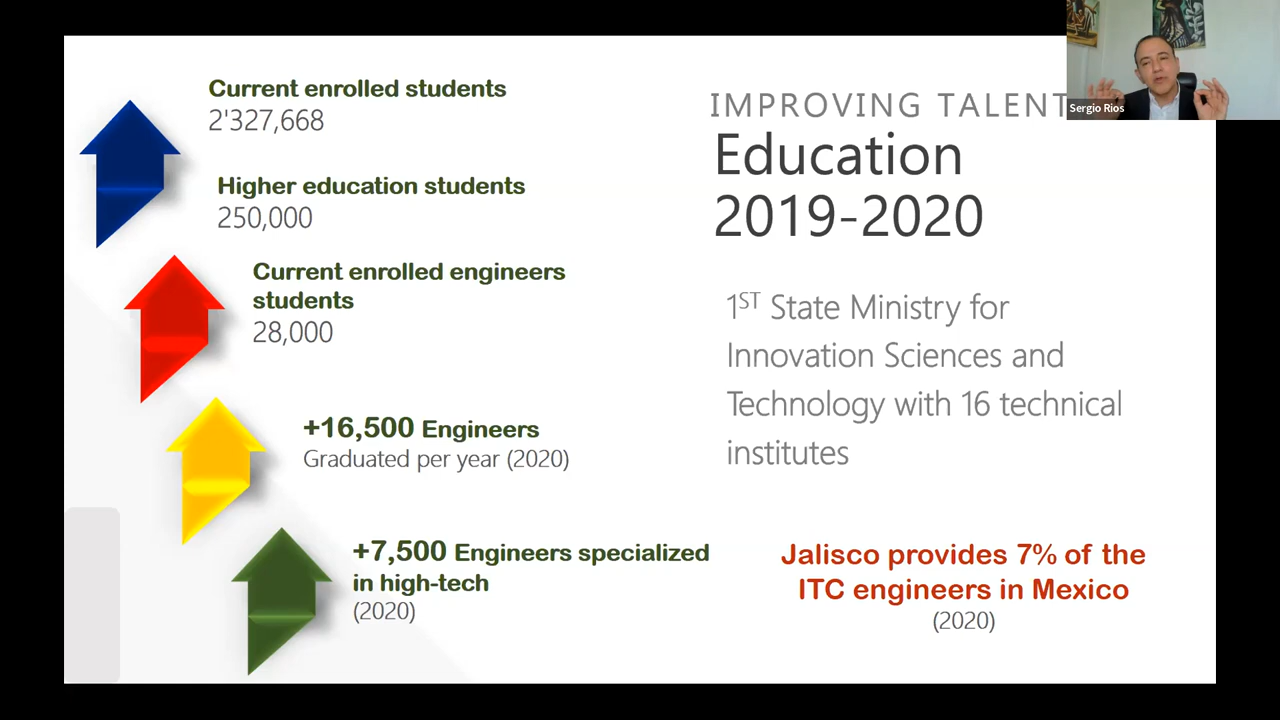 Current enrolled students
2'327,668
Higher education students
250,000
Current enrolled engineers
students
28,000
+16,500 Engineers
Graduated per year (2020)
+7,500 Engineers specialized
in high-tech
(2020)
IMPROVING TALENT
Education
2019-2020
1ST State Ministry for
Innovation Sciences and
Technology with 16 technical
institutes
Jalisco provides 7% of the
ITC engineers in Mexico
(2020)
Sergio Rios